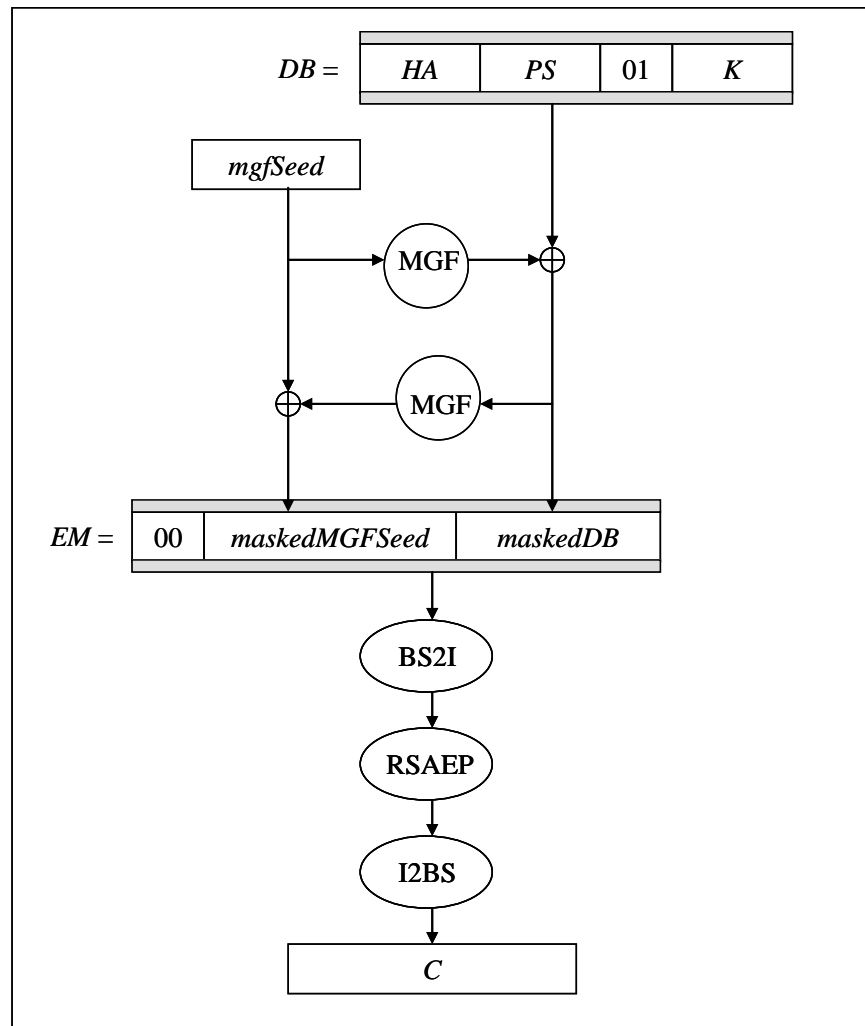 DB = HA PS 01 K
mgfSeed
MGF
MGF
EM = 00 maskedMGFSeed maskedDB
BS2I
RSAEP
I2BS
C